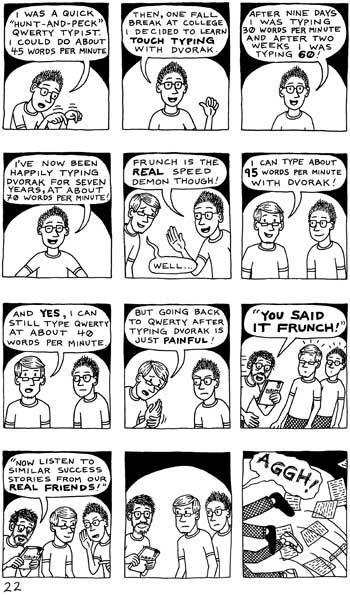 I WAS A QUICK
"HUNT-AND-PECK"
QWERTY TYPIST.
I COULD DO ABOUT
45 WORDS PER MINUTE
THEN, ONE FALL
BREAK AT COLLEGE
I DECIDED TO LEARN
TOUCH TYPING
WITH DVORAK.
AFTER NINE DAYS
I WAS TYPING
30 WORDS PER MINUTE
AND AFTER TWO
WEEKS I WAS
TYPING 60!
I'VE NOW BEEN
HAPPILY TYPING
DVORAK FOR SEVEN
YEARS, AT ABOUT
70 WORDS PER MINUTE!
FRUNCH IS THE
REAL SPEED
DEMON THOUGH!
WELL...
I CAN TYPE ABOUT
95 WORDS PER MINUTE
WITH DVORAK!
AND YES, I CAN
STILL TYPE QWERTY
AT ABOUT 40
WORDS PER MINUTE.
BUT GOING BACK
TO QWERTY AFTER
TYPING DVORAK IS
JUST PAINFUL!
"YOU SAID
IT FRUNCH!"
"NOW LISTEN TO
SIMILAR SUCCESS
STORIES FROM OUR
REAL FRIENDS!"
AGGH!
22